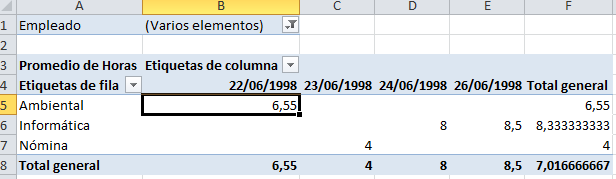 A B C D E F
1 Empleado (Varios elementos)
2
3 Promedio de Horas Etiquetas de columna
4 Etiquetas de fila 22/06/1998 23/06/1998 24/06/1998 26/06/1998 Total general
5 Ambiental 6,55 6,55
6 Informática 8 8,5 8,333333333
7 Nómina 4 4
8 Total general 6,55 4 8 8,5 7,016666667